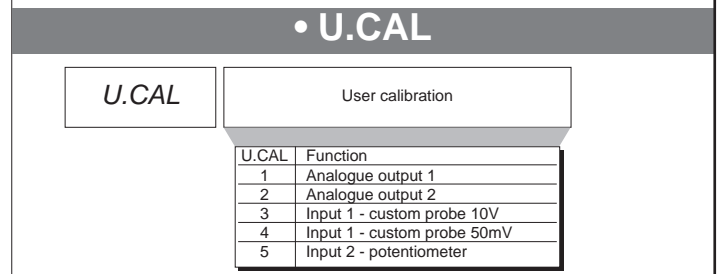 • U.CAL
U.CAL User calibration
U.CAL Function
1 Analogue output 1
2 Analogue output 2
3 Input 1 - custom probe 10V
4 Input 1 - custom probe 50mV
5 Input 2 - potentiometer